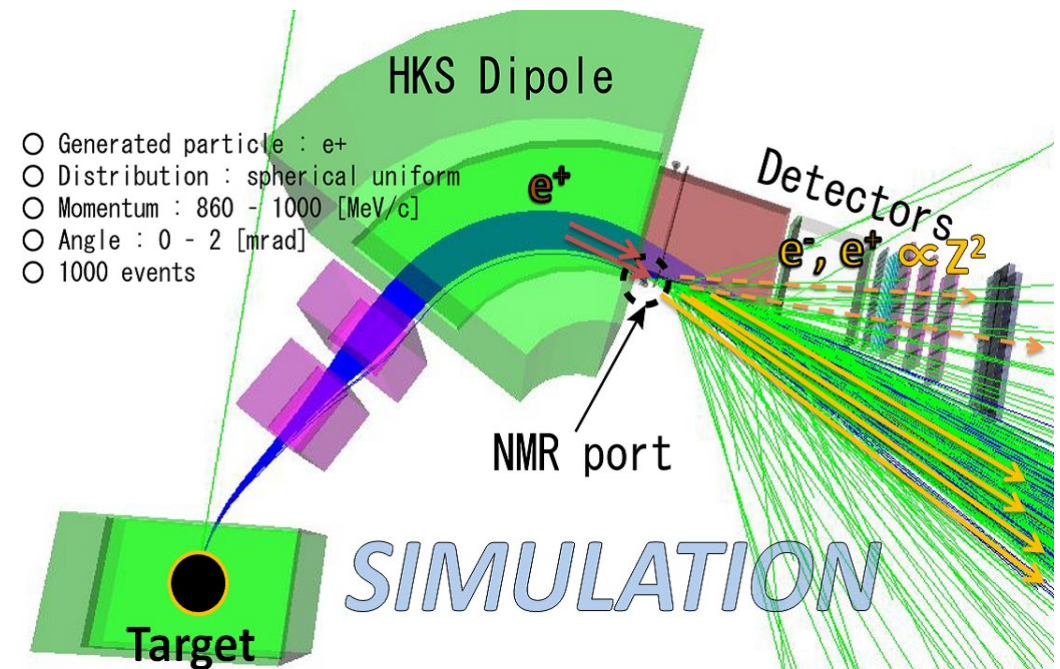 HKS Dipole
○ Generated particle : e+
○ Distribution : spherical uniform
○ Momentum : 860 - 1000 [MeV/c]
○ Angle : 0 - 2 [mrad]
○ 1000 events
e⁺
Detectors
e⁻, e⁺ ∝Z²
NMR port
SIMULATION
Target